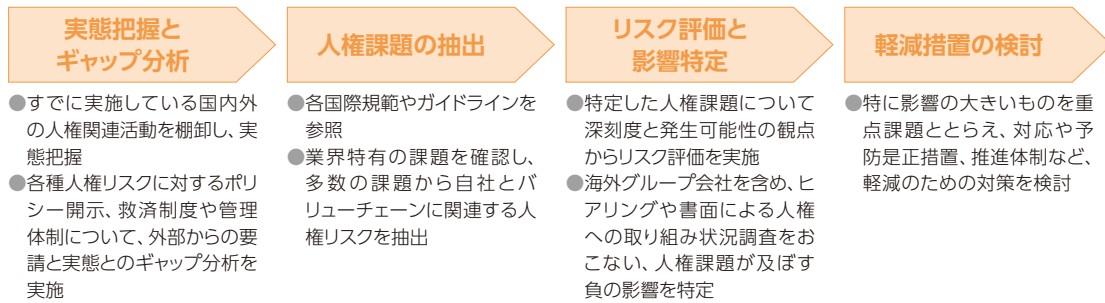 実態把握と
ギャップ分析
●すでに実施している国内外
の人権関連活動を棚卸し、実
態把握
●各種人権リスクに対するポリ
シー開示、救済制度や管理
体制について、外部からの要
請と実態とのギャップ分析を
実施
人権課題の抽出
●各国際規範やガイドラインを
参照
●業界特有の課題を確認し、
多数の課題から自社とバ
リューチェーンに関連する人
権リスクを抽出
リスク評価と
影響特定
●特定した人権課題について
深刻度と発生可能性の観点
からリスク評価を実施
●海外グループ会社を含め、ヒ
アリングや書面による人権
への取り組み状況調査をお
こない、人権課題が及ぼす
負の影響を特定
軽減措置の検討
●特に影響の大きいものを重
点課題ととらえ、対応や予
防是正措置、推進体制など、
軽減のための対策を検討